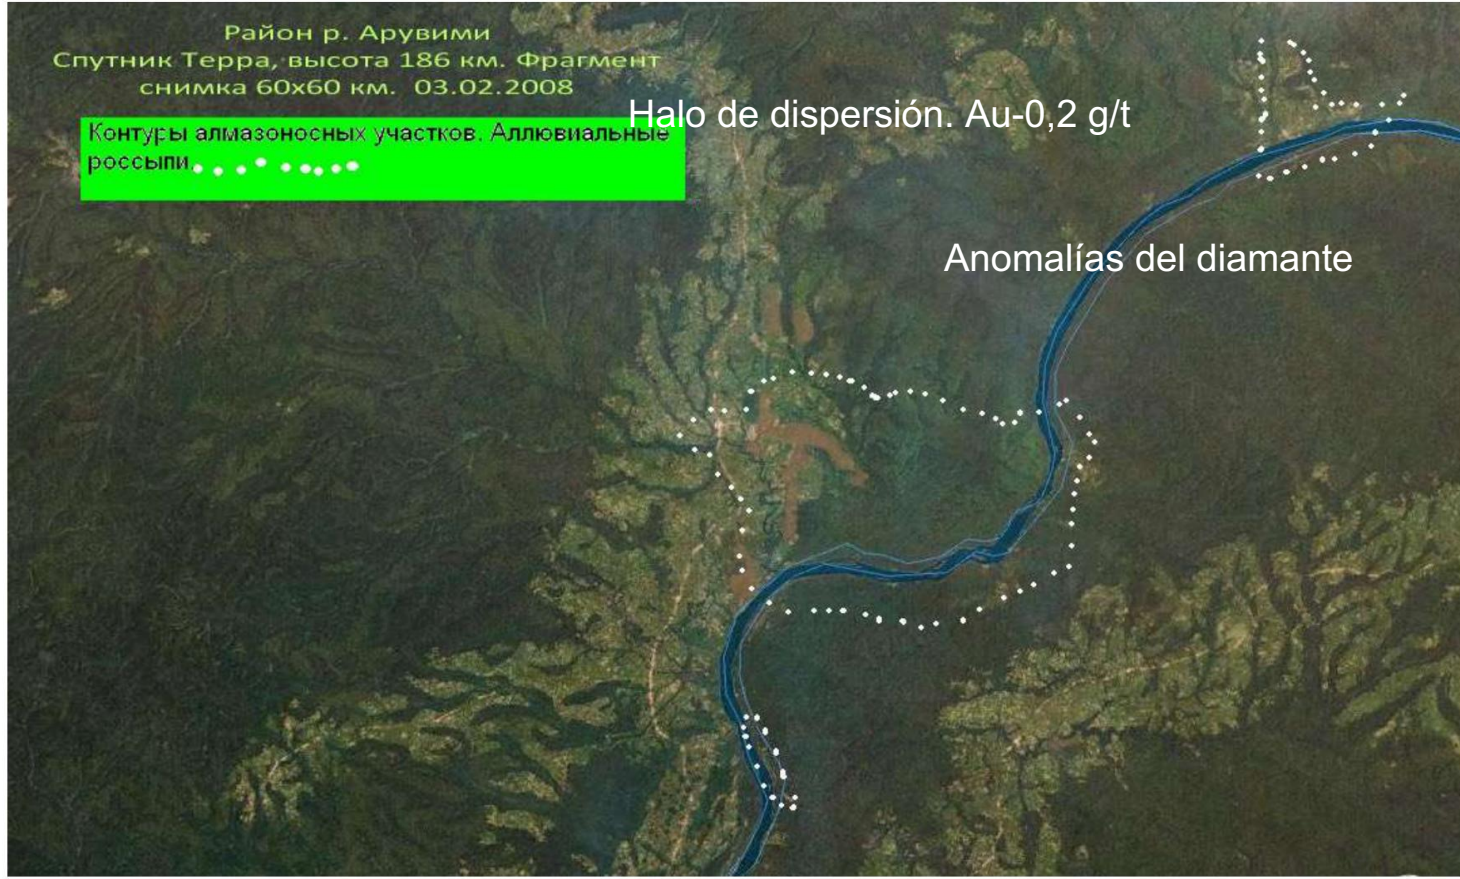 Район р. Арувими
Спутник Терра, высота 186 км. Фрагмент
снимка 60х60 км. 03.02.2008
Halo de dispersión. Au-0,2 g/t
Контуры алмазоносных участков. Аллювиальные
россыпи.
Anomalías del diamante